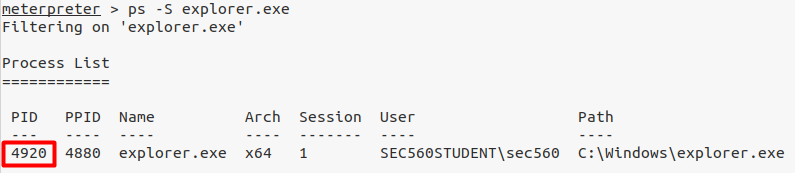 meterpreter > ps -S explorer.exe
Filtering on 'explorer.exe'
Process List
============
PID PPID Name Arch Session User Path
--- ---- ---- ---- ------- ---- ----
4920 4880 explorer.exe x64 1 SEC560STUDENT\sec560 C:\Windows\explorer.exe